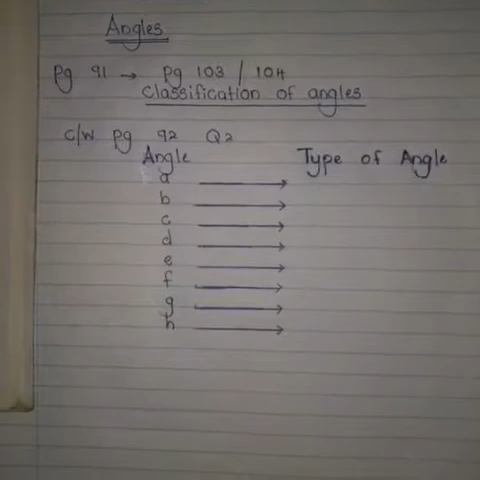 Angles
Pg 91 → Pg 103 / 104
Classification of angles
C/W Pg 92 Q2
Angle Type of Angle
a →
b →
c →
d →
e →
f →
g →
h →